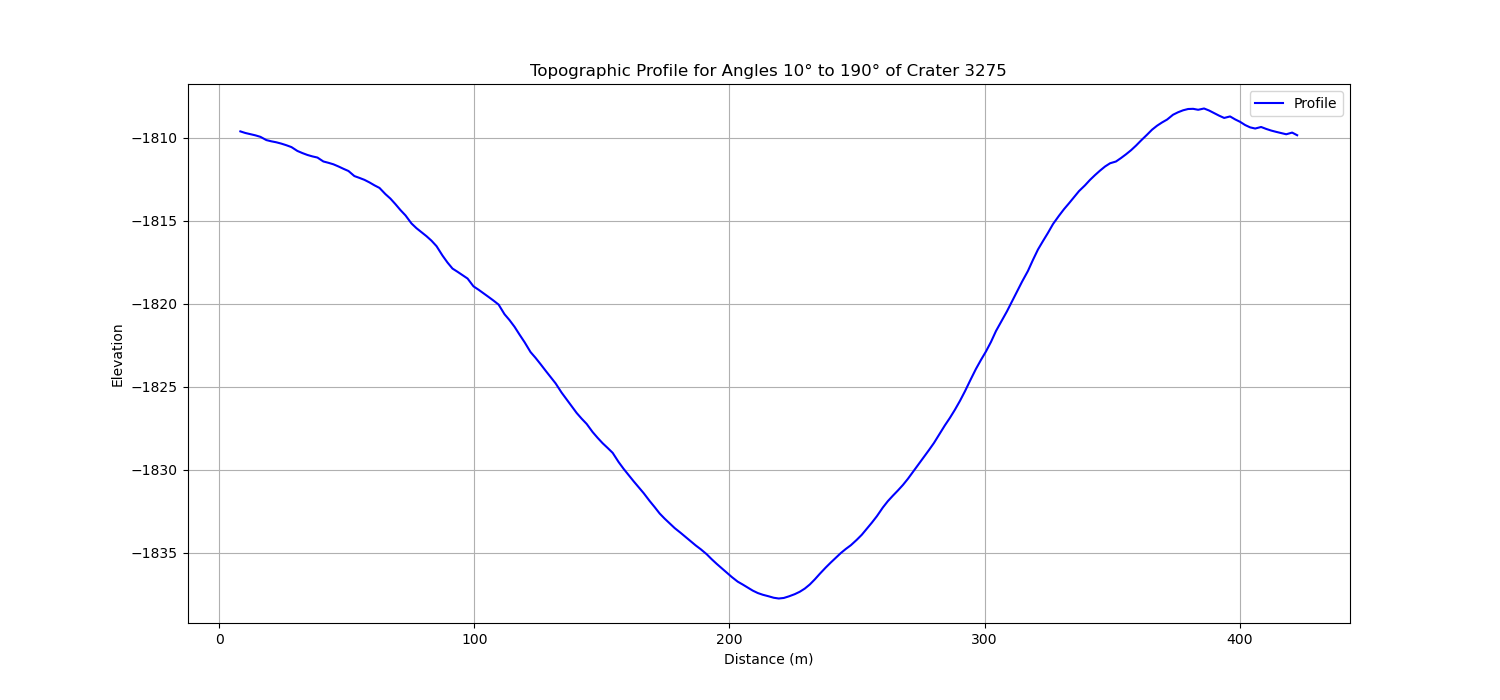 Topographic Profile for Angles 10° to 190° of Crater 3275
Profile
−1810
−1815
−1820
−1825
−1830
−1835
Elevation
0
100
200
300
400
Distance (m)